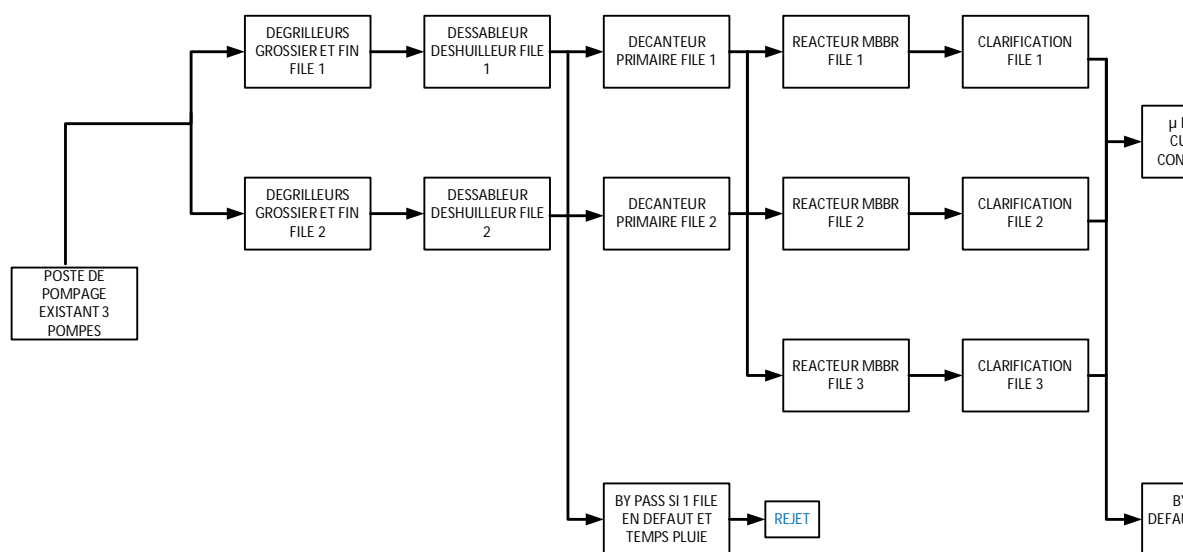 DEGRILLEURS
GROSSIER ET FIN
FILE 1
DESSABLEUR
DESHUILLEUR FILE
1
DECANTEUR
PRIMAIRE FILE 1
REACTEUR MBBR
FILE 1
CLARIFICATION
FILE 1
µ
DEGRILLEURS
GROSSIER ET FIN
FILE 2
DESSABLEUR
DESHUILLEUR FILE
2
DECANTEUR
PRIMAIRE FILE 2
REACTEUR MBBR
FILE 2
CLARIFICATION
FILE 2
POSTE DE
POMPAGE
EXISTANT 3
POMPES
REACTEUR MBBR
FILE 3
CLARIFICATION
FILE 3
BY PASS SI 1 FILE
EN DEFAUT ET
TEMPS PLUIE
REJET
BY
DEFAU